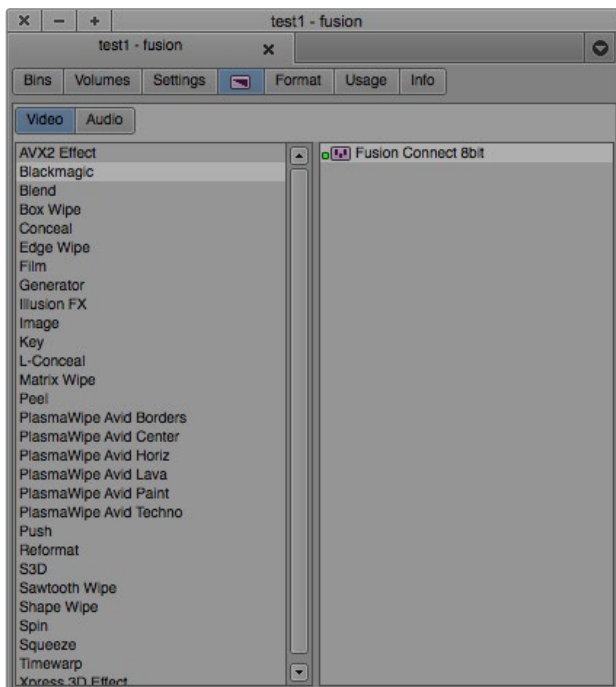 test1 - fusion
test1 - fusion
Bins Volumes Settings Format Usage Info
Video Audio
AVX2 Effect
Fusion Connect 8bit
Blackmagic
Blend
Box Wipe
Conceal
Edge Wipe
Film
Generator
Illusion FX
Image
Key
L-Conceal
Matrix Wipe
Peel
PlasmaWipe Avid Borders
PlasmaWipe Avid Center
PlasmaWipe Avid Horiz
PlasmaWipe Avid Lava
PlasmaWipe Avid Paint
PlasmaWipe Avid Techno
Push
Reformat
S3D
Sawtooth Wipe
Shape Wipe
Spin
Squeeze
Timewarp
Xpress 3D Effect